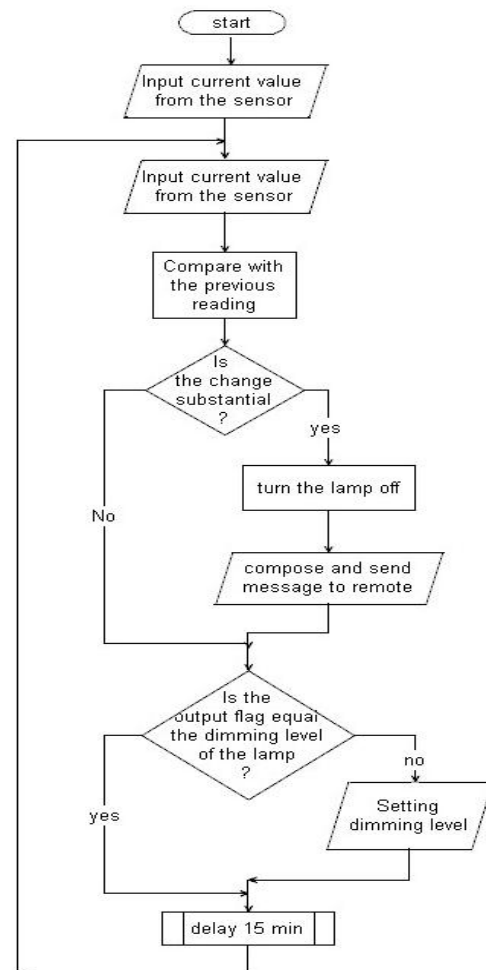 start
Input current value
from the sensor
Input current value
from the sensor
Compare with
the previous
reading
Is
the change
substantial
?
yes
No
turn the lamp off
compose and send
message to remote
Is the
output flag equal
the dimming level
of the lamp
?
no
yes
Setting
dimming level
delay 15 min